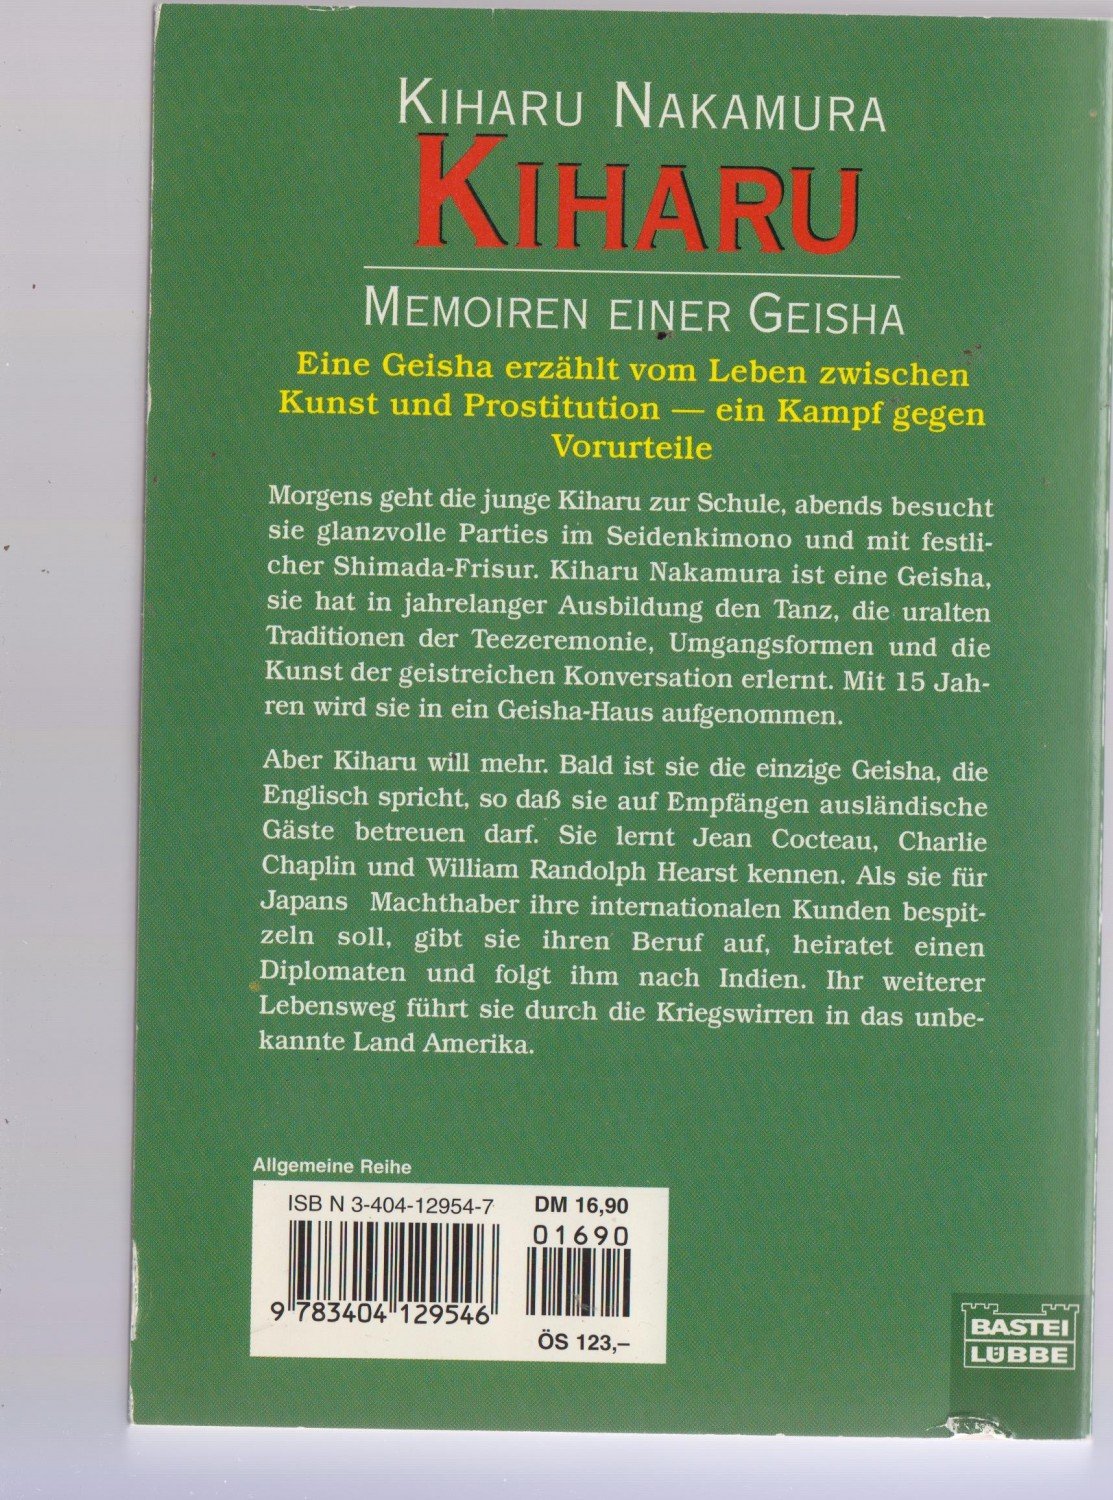 KIHARU NAKAMURA
KIHARU
MEMOIREN EINER GEISHA
Eine Geisha erzählt vom Leben zwischen
Kunst und Prostitution — ein Kampf gegen
Vorurteile
Morgens geht die junge Kiharu zur Schule, abends besucht
sie glanzvolle Parties im Seidenkimono und mit festli-
cher Shimada-Frisur. Kiharu Nakamura ist eine Geisha,
sie hat in jahrelanger Ausbildung den Tanz, die uralten
Traditionen der Teezeremonie, Umgangsformen und die
Kunst der geistreichen Konversation erlernt. Mit 15 Jah-
ren wird sie in ein Geisha-Haus aufgenommen.
Aber Kiharu will mehr. Bald ist sie die einzige Geisha, die
Englisch spricht, so daß sie auf Empfängen ausländische
Gäste betreuen darf. Sie lernt Jean Cocteau, Charlie
Chaplin und William Randolph Hearst kennen. Als sie für
Japans Machthaber ihre internationalen Kunden bespit-
zeln soll, gibt sie ihren Beruf auf, heiratet einen
Diplomaten und folgt ihm nach Indien. Ihr weiterer
Lebensweg führt sie durch die Kriegswirren in das unbe-
kannte Land Amerika.
Allgemeine Reihe
ISB N 3-404-12954-7
DM 16,90
01690
9 783404 129546
ÖS 123,–
BASTEI
LÜBBE